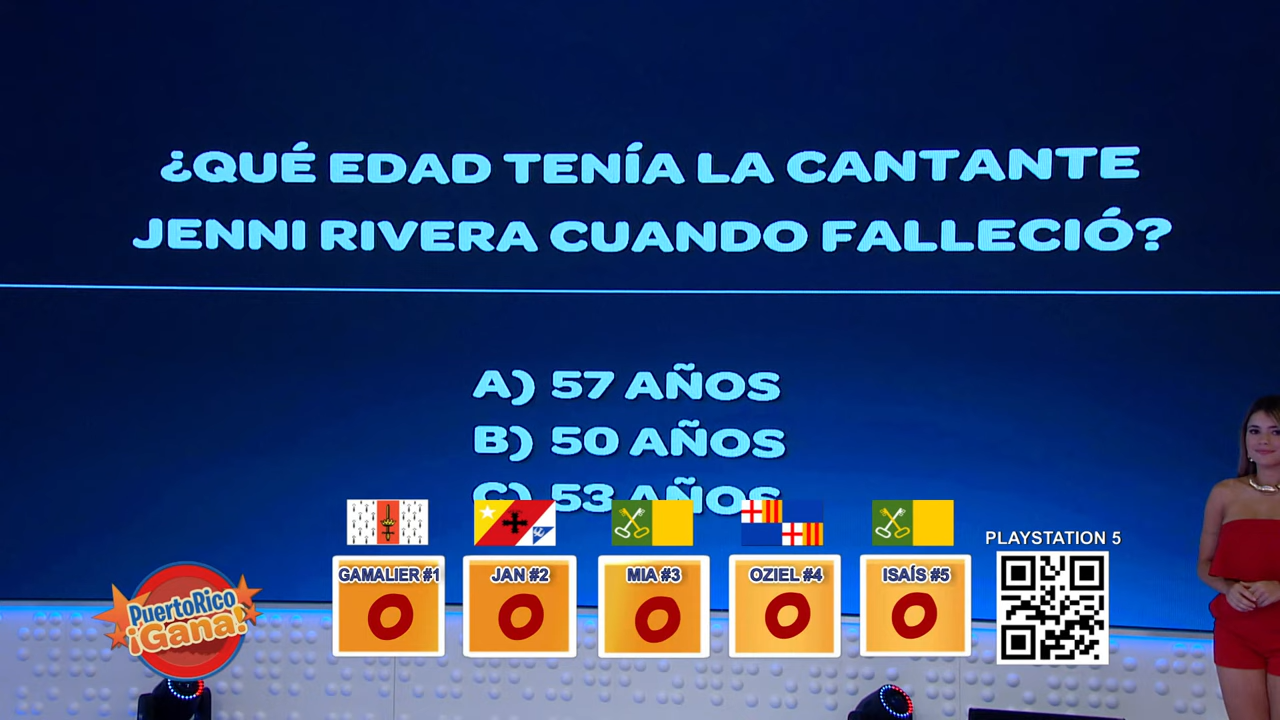 ¿QUÉ EDAD TENÍA LA CANTANTE
JENNI RIVERA CUANDO FALLECIÓ?
A) 57 AÑOS
B) 50 AÑOS
C) 53 AÑOS
PLAYSTATION 5
GAMALIER #1
JAN #2
MIA #3
OZIEL #4
ISAÍS #5
0
0
0
0
0
PuertoRico
¡Gana!